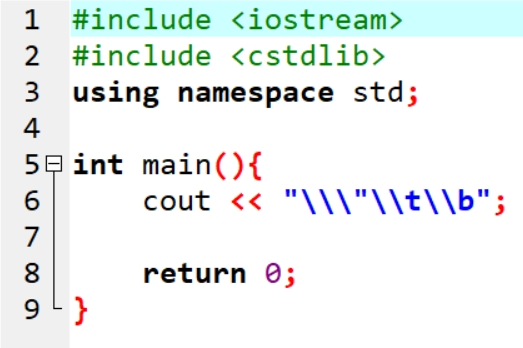 1 #include <iostream>
2 #include <cstdlib>
3 using namespace std;
4
5 int main(){
6 cout << "\\\"\\t\\b";
7
8 return 0;
9 }